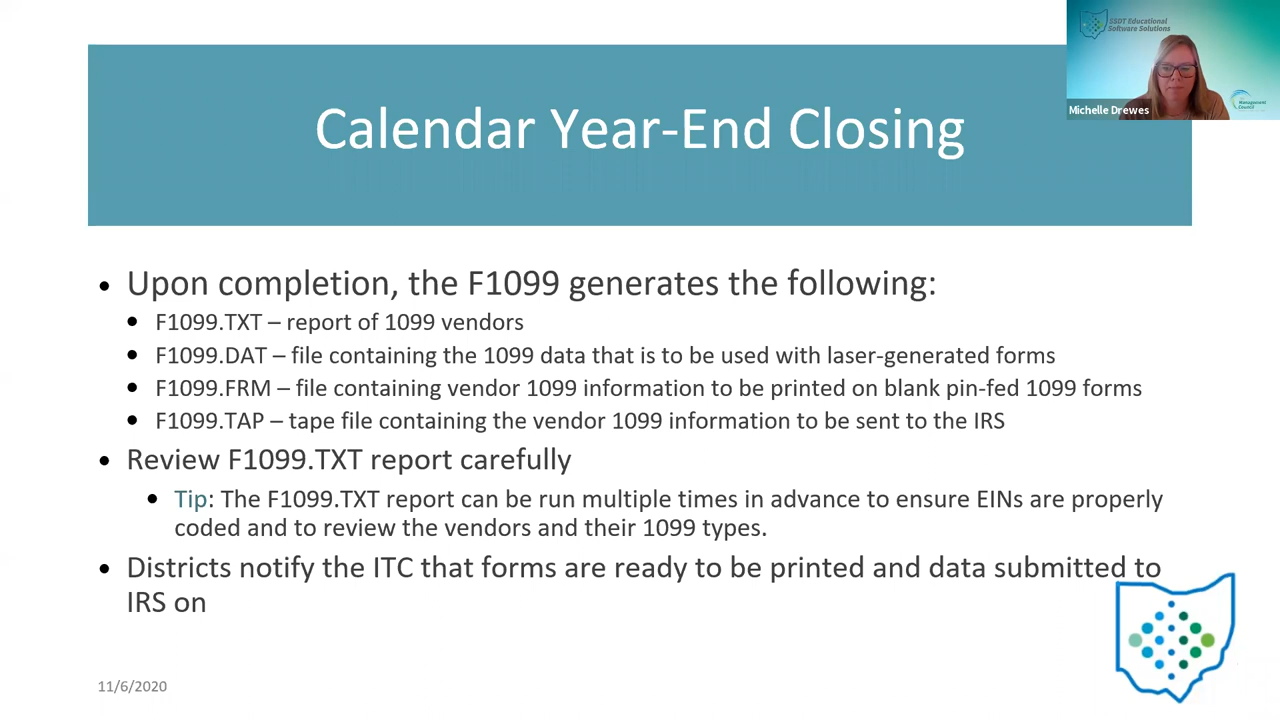 SSDT Educational
Software Solutions
Management
Council
Michelle Drewes
Calendar Year-End Closing
• Upon completion, the F1099 generates the following:
• F1099.TXT – report of 1099 vendors
• F1099.DAT – file containing the 1099 data that is to be used with laser-generated forms
• F1099.FRM – file containing vendor 1099 information to be printed on blank pin-fed 1099 forms
• F1099.TAP – tape file containing the vendor 1099 information to be sent to the IRS
• Review F1099.TXT report carefully
• Tip: The F1099.TXT report can be run multiple times in advance to ensure EINs are properly
coded and to review the vendors and their 1099 types.
• Districts notify the ITC that forms are ready to be printed and data submitted to
IRS on
11/6/2020